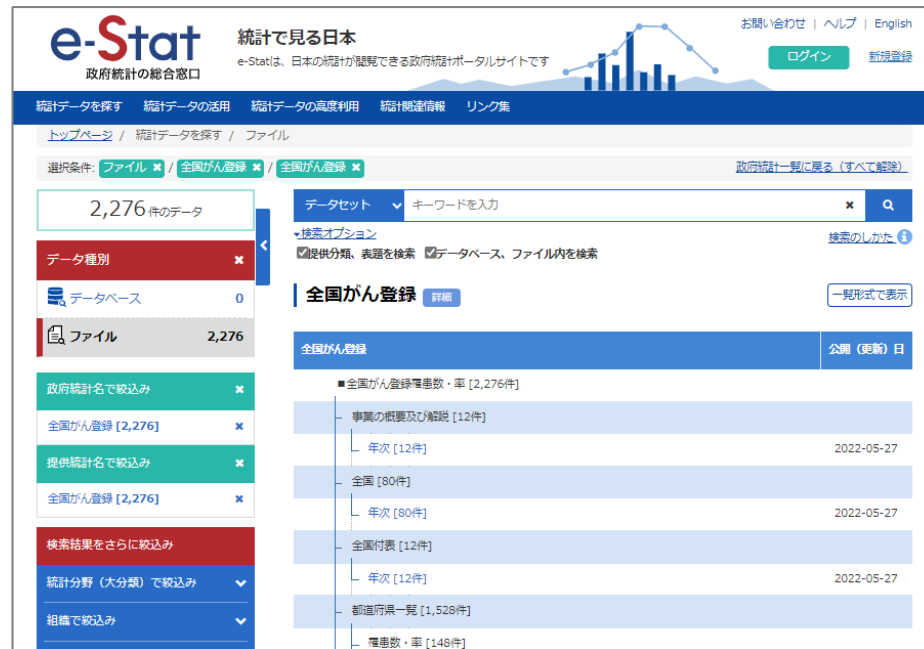 e-Stat
政府統計の総合窓口
統計で見る日本
e-Statは、日本の統計が閲覧できる政府統計ポータルサイトです
お問い合わせ | ヘルプ | English
ログイン 新規登録
統計データを探す 統計データの活用 統計データの高度利用 統計関連情報 リンク集
トップページ / 統計データを探す / ファイル
選択条件: ファイル × / 全国がん登録 × / 全国がん登録 ×
政府統計一覧に戻る（すべて解除）
2,276 件のデータ
データ種別 ×
データベース 0
ファイル 2,276
政府統計名で絞込み ×
全国がん登録 [2,276] ×
提供統計名で絞込み ×
全国がん登録 [2,276] ×
検索結果をさらに絞込み
統計分野（大分類）で絞込み
組織で絞込み
データセット キーワードを入力 ×
検索オプション
検索のしかた
提供分類、表題を検索 データベース、ファイル内を検索
全国がん登録 詳細
一覧形式で表示
全国がん登録 公開（更新）日
■全国がん登録罹患数・率 [2,276件]
事業の概要及び解説 [12件]
年次 [12件] 2022-05-27
全国 [80件]
年次 [80件] 2022-05-27
全国付表 [12件]
年次 [12件] 2022-05-27
都道府県一覧 [1,528件]
罹患数・率 [148件]